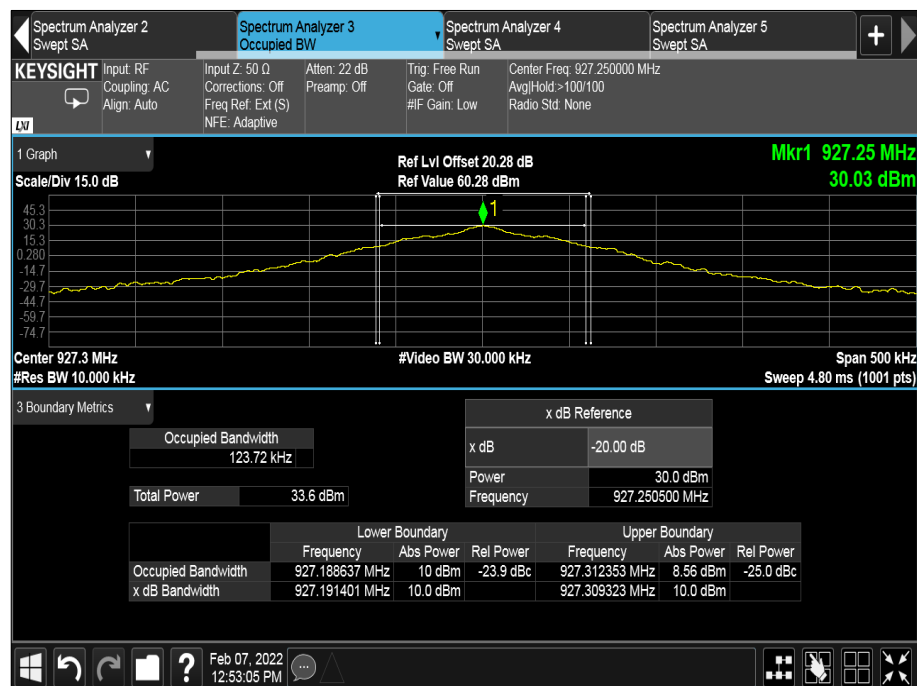 Spectrum Analyzer 2
Swept SA
Spectrum Analyzer 3
Occupied BW
Spectrum Analyzer 4
Swept SA
Spectrum Analyzer 5
Swept SA
+
KEYSIGHT
Input: RF
Coupling: AC
Align: Auto
Input Z: 50 Ω
Corrections: Off
Freq Ref: Ext (S)
NFE: Adaptive
Atten: 22 dB
Preamp: Off
Trig: Free Run
Gate: Off
#IF Gain: Low
Center Freq: 927.250000 MHz
Avg|Hold:>100/100
Radio Std: None
LXI
1 Graph
Scale/Div 15.0 dB
Ref Lvl Offset 20.28 dB
Ref Value 60.28 dBm
Mkr1 927.25 MHz
30.03 dBm
1
45.3
30.3
15.3
0.280
-14.7
-29.7
-44.7
-59.7
-74.7
Center 927.3 MHz
#Video BW 30.000 kHz
Span 500 kHz
#Res BW 10.000 kHz
Sweep 4.80 ms (1001 pts)
3 Boundary Metrics
Occupied Bandwidth
123.72 kHz
Total Power 33.6 dBm
x dB Reference
x dB -20.00 dB
Power 30.0 dBm
Frequency 927.250500 MHz
Lower Boundary Upper Boundary
Frequency Abs Power Rel Power Frequency Abs Power Rel Power
Occupied Bandwidth 927.188637 MHz 10 dBm -23.9 dBc 927.312353 MHz 8.56 dBm -25.0 dBc
x dB Bandwidth 927.191401 MHz 10.0 dBm 927.309323 MHz 10.0 dBm
?
Feb 07, 2022
12:53:05 PM